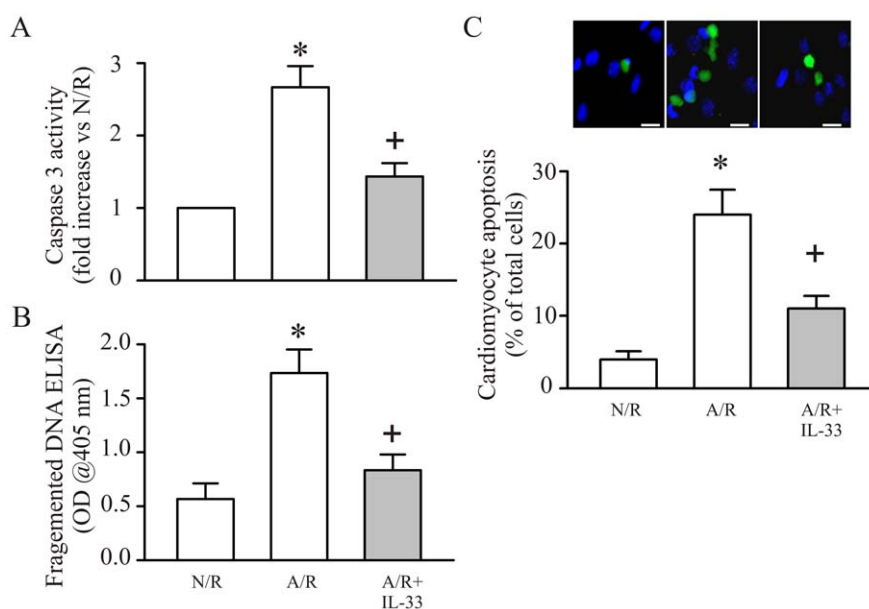 A
Caspase 3 activity
(fold increase vs N/R)
3
2
1
0
*
+
B
Fragemented DNA ELISA
(OD @405 nm)
2.0
1.5
1.0
0.5
0.0
*
+
N/R
A/R
A/R+
IL-33
C
Cardiomyocyte apoptosis
(% of total cells)
30
20
10
0
*
+
N/R
A/R
A/R+
IL-33